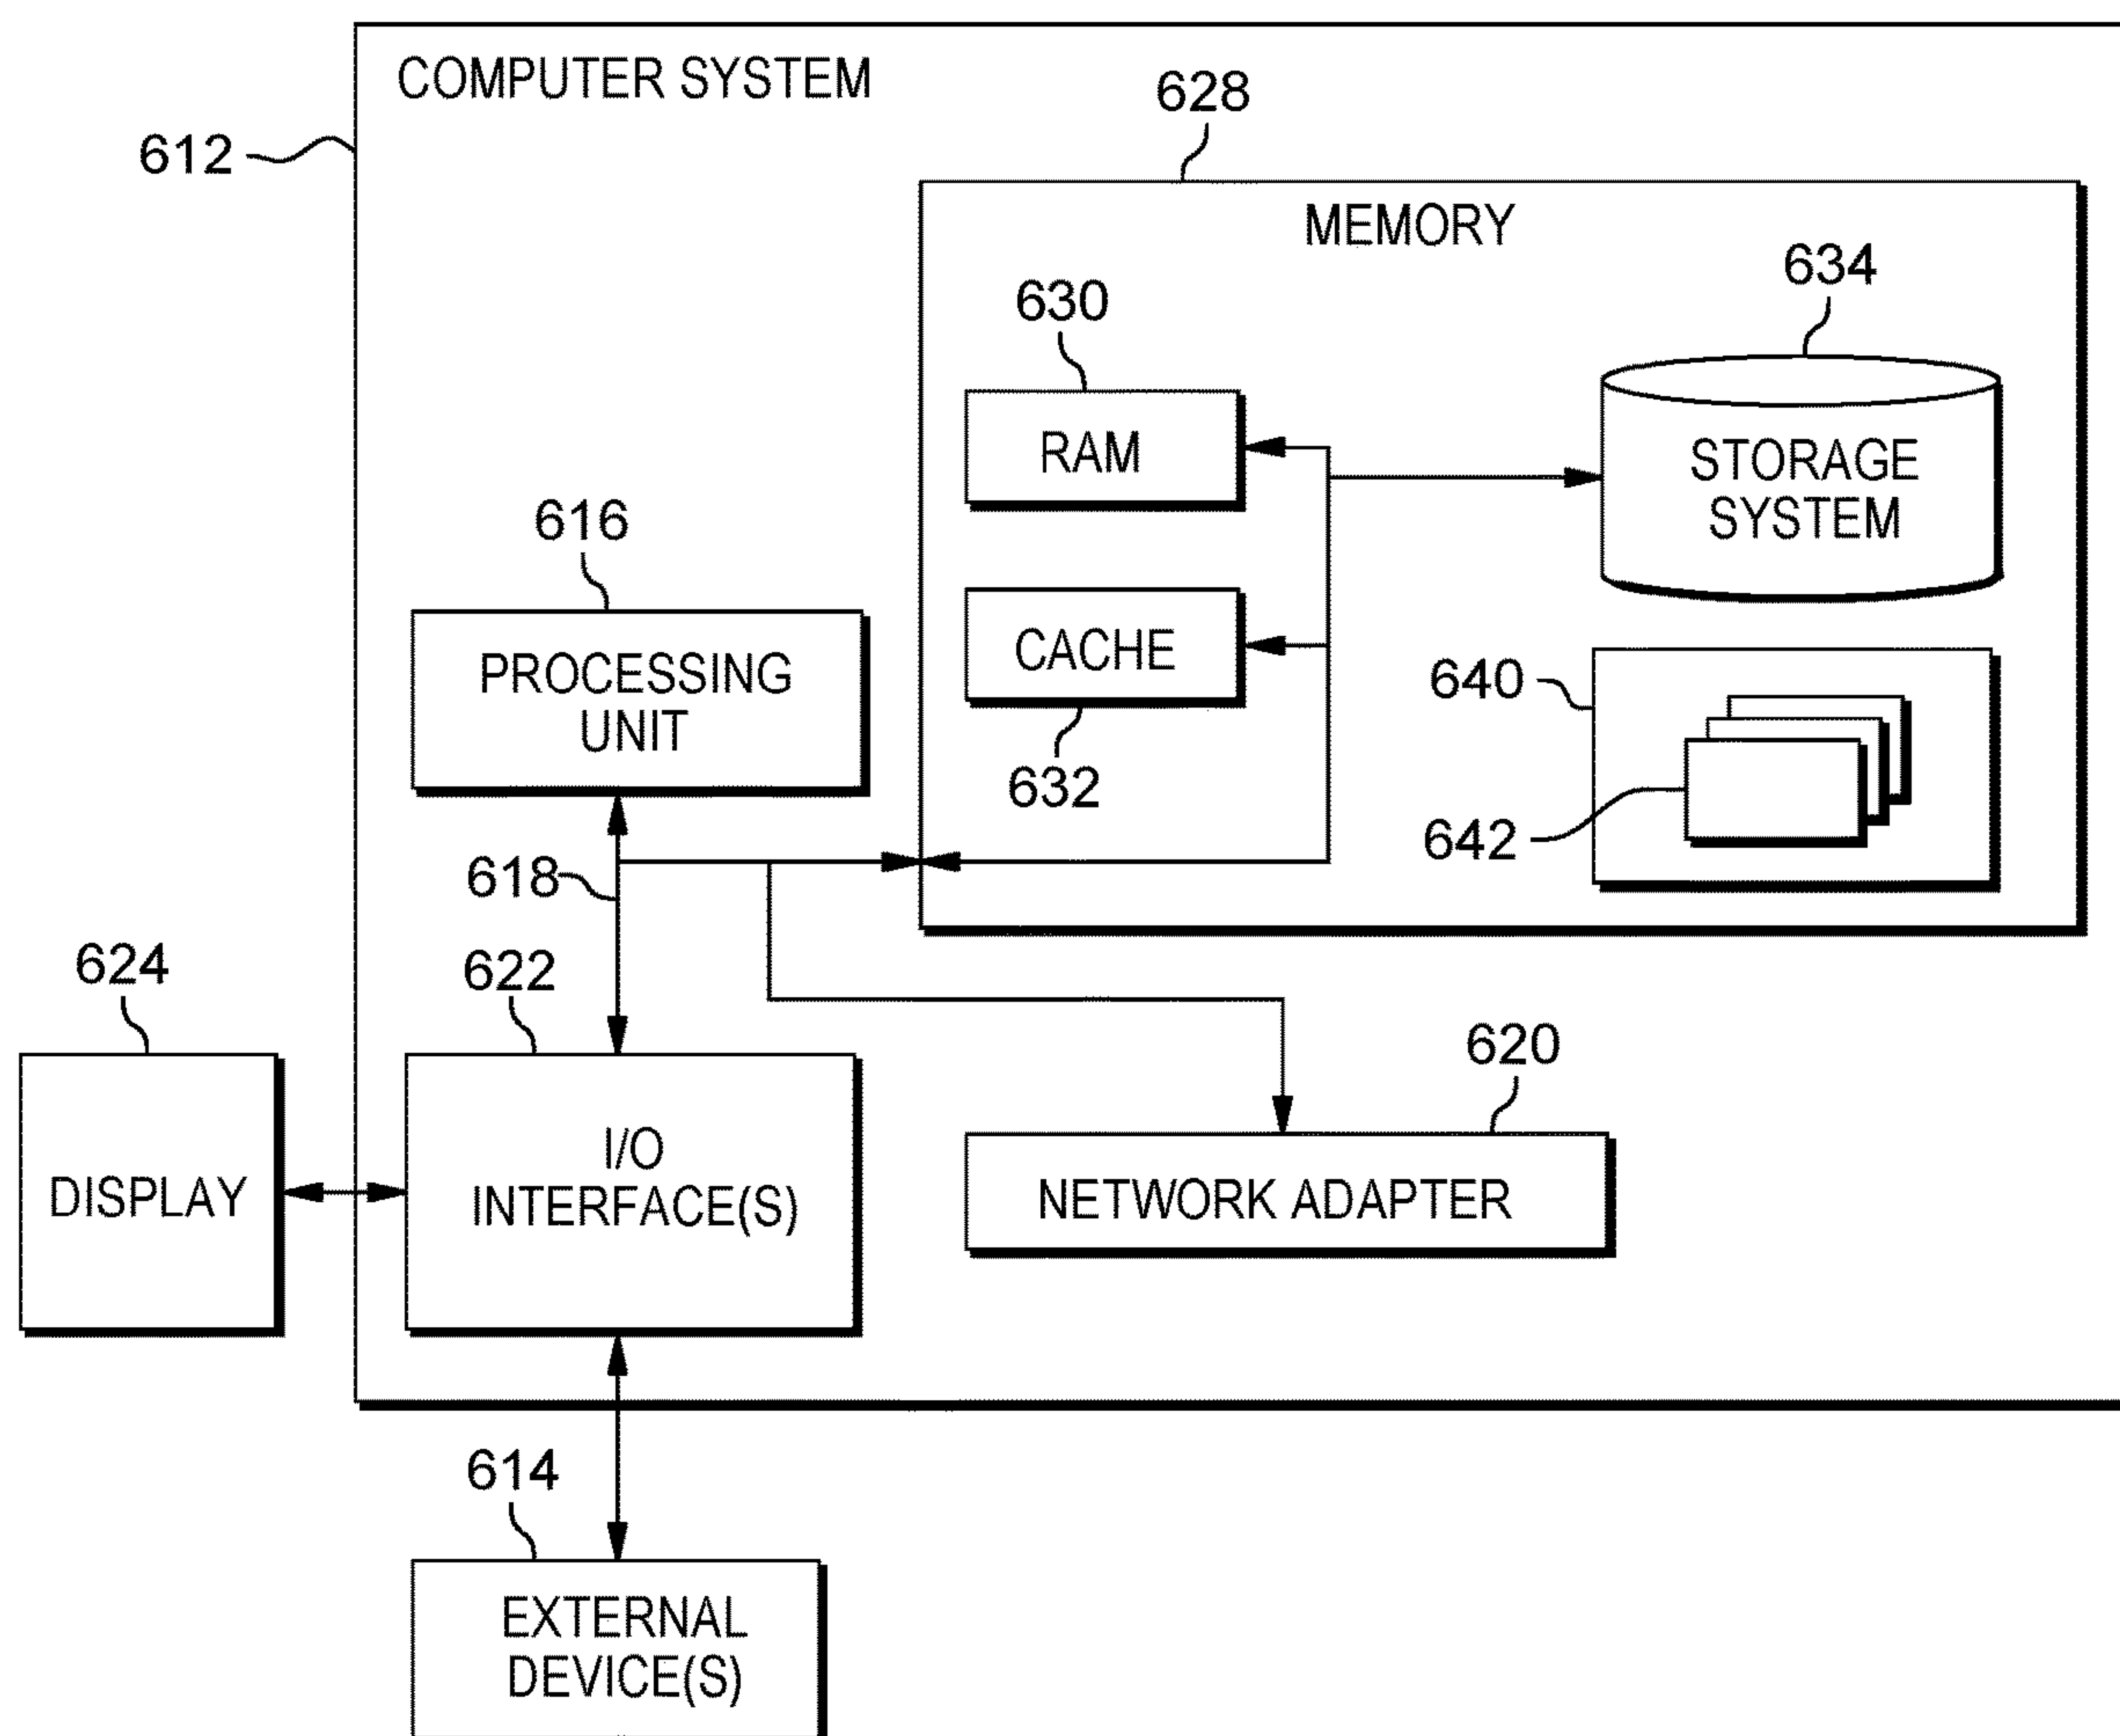 COMPUTER SYSTEM
612
628
MEMORY
630
634
RAM
STORAGE
SYSTEM
616
PROCESSING
UNIT
CACHE
632
640
642
618
624
622
620
DISPLAY
I/O
INTERFACE(S)
NETWORK ADAPTER
614
EXTERNAL
DEVICE(S)